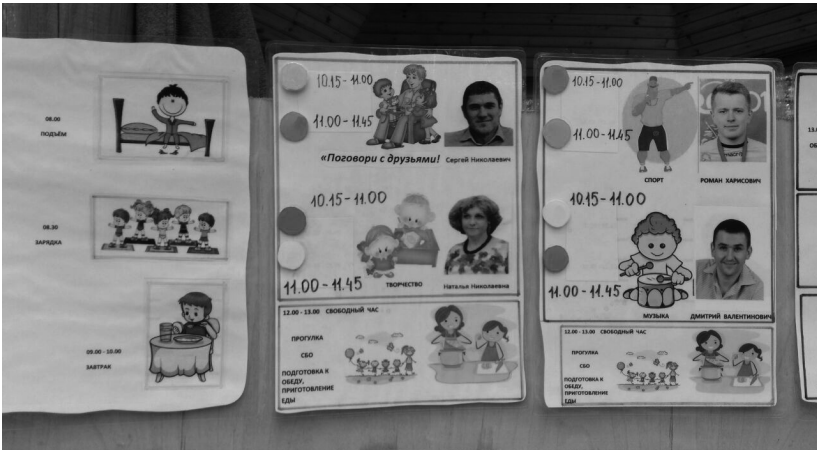 08.00
ПОДЪЁМ
08.30
ЗАРЯДКА
09.00 - 10.00
ЗАВТРАК
10.15 - 11.00
11.00 - 11.45
«Поговори с друзьями! Сергей Николаевич
10.15 - 11.00
11.00 - 11.45
ТВОРЧЕСТВО Наталья Николаевна
12.00 - 13.00 СВОБОДНЫЙ ЧАС
ПРОГУЛКА
СБО
ПОДГОТОВКА К
ОБЕДУ,
ПРИГОТОВЛЕНИЕ
ЕДЫ
10.15 - 11.00
11.00 - 11.45
СПОРТ РОМАН ХАРИСОВИЧ
10.15 - 11.00
11.00 - 11.45
МУЗЫКА ДМИТРИЙ ВАЛЕНТИНОВИЧ
12.00 - 13.00 СВОБОДНЫЙ ЧАС
ПРОГУЛКА
СБО
ПОДГОТОВКА К
ОБЕДУ,
ПРИГОТОВЛЕНИЕ
ЕДЫ